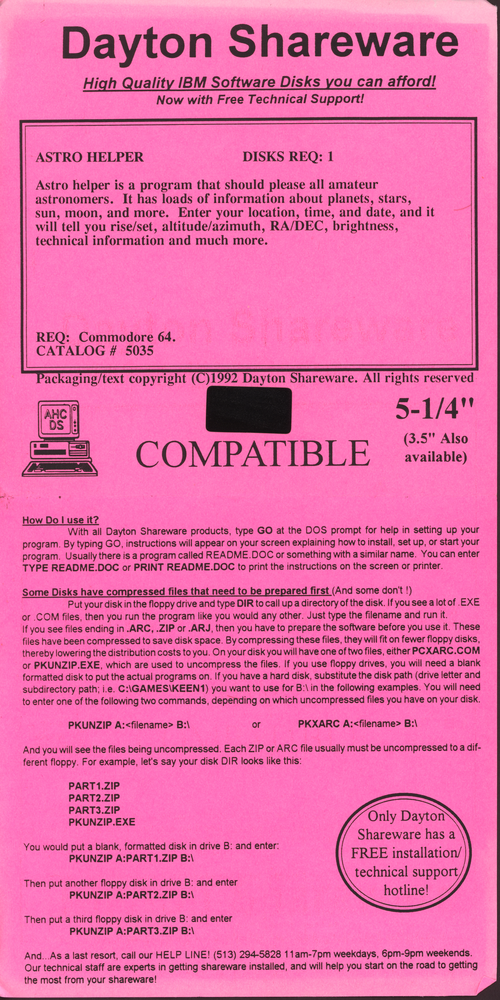 Dayton Shareware
High Quality IBM Software Disks you can afford!
Now with Free Technical Support!
ASTRO HELPER DISKS REQ: 1
Astro helper is a program that should please all amateur
astronomers. It has loads of information about planets, stars,
sun, moon, and more. Enter your location, time, and date, and it
will tell you rise/set, altitude/azimuth, RA/DEC, brightness,
technical information and much more.
REQ: Commodore 64.
CATALOG # 5035
Packaging/text copyright (C)1992 Dayton Shareware. All rights reserved
AHC
DS
COMPATIBLE
5-1/4"
(3.5" Also
available)
How Do I use it?
With all Dayton Shareware products, type GO at the DOS prompt for help in setting up your
program. By typing GO, instructions will appear on your screen explaining how to install, set up, or start your
program. Usually there is a program called README.DOC or something with a similar name. You can enter
TYPE README.DOC or PRINT README.DOC to print the instructions on the screen or printer.
Some Disks have compressed files that need to be prepared first (And some don't !)
Put your disk in the floppy drive and type DIR to call up a directory of the disk. If you see a lot of .EXE
or .COM files, then you run the program like you would any other. Just type the filename and run it.
If you see files ending in .ARC, .ZIP or .ARJ, then you have to prepare the software before you use it. These
files have been compressed to save disk space. By compressing these files, they will fit on fewer floppy disks,
thereby lowering the distribution costs to you. On your disk you will have one of two files, either PCXARC.COM
or PKUNZIP.EXE, which are used to uncompress the files. If you use floppy drives, you will need a blank
formatted disk to put the actual programs on. If you have a hard disk, substitute the disk path (drive letter and
subdirectory path; i.e. C:\GAMES\KEEN1) you want to use for B:\ in the following examples. You will need
to enter one of the following two commands, depending on which uncompressed files you have on your disk.
PKUNZIP A:<filename> B:\ or PKXARC A:<filename> B:\
And you will see the files being uncompressed. Each ZIP or ARC file usually must be uncompressed to a dif-
ferent floppy. For example, let's say your disk DIR looks like this:
PART1.ZIP
PART2.ZIP
PART3.ZIP
PKUNZIP.EXE
You would put a blank, formatted disk in drive B: and enter:
PKUNZIP A:PART1.ZIP B:\
Then put another floppy disk in drive B: and enter
PKUNZIP A:PART2.ZIP B:\
Then put a third floppy disk in drive B: and enter
PKUNZIP A:PART3.ZIP B:\
Only Dayton
Shareware has a
FREE installation/
technical support
hotline!
And...As a last resort, call our HELP LINE! (513) 294-5828 11am-7pm weekdays, 6pm-9pm weekends.
Our technical staff are experts in getting shareware installed, and will help you start on the road to getting
the most from your shareware!